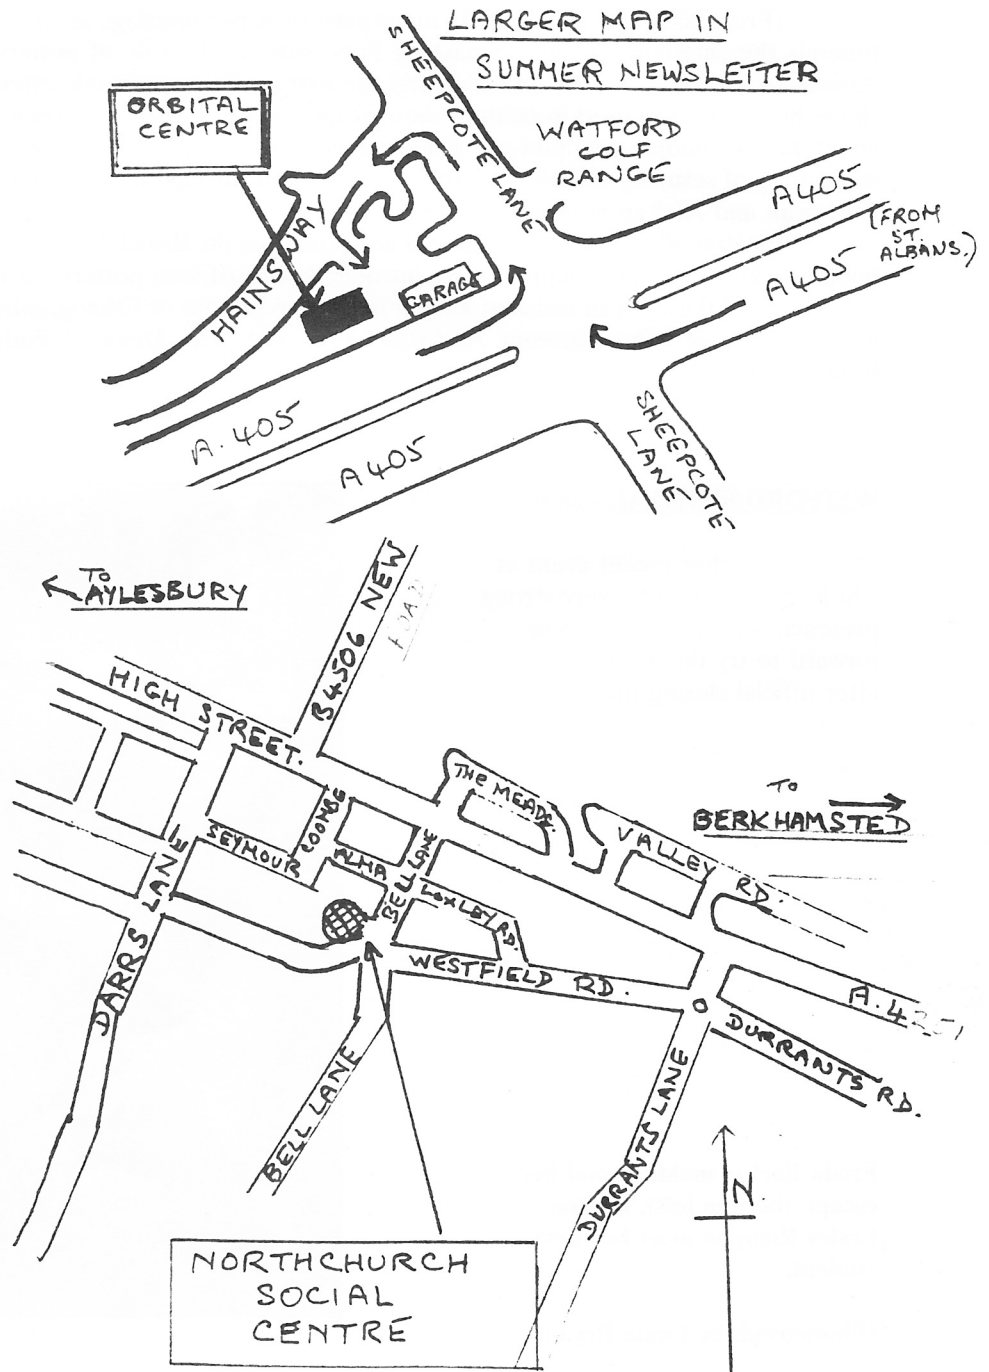 LARGER MAP IN
SUMMER NEWSLETTER
SHEEPCOTE LANE
ORBITAL
CENTRE
WATFORD
GOLF
RANGE
A405
(FROM
ST.
ALBANS.)
A405
HAINSWAY
GARAGE
A.405
A405
SHEEPCOTE
LANE
TO
AYLESBURY
B4506 NEW
ROAD
HIGH STREET.
THE MEADS.
TO
BERKHAMSTED
VALLEY RD.
COOMBE
SEYMOUR
ALMA
BELL LANE
LOXLEY RD.
DARRS LANE
WESTFIELD RD.
A.4251
DURRANTS RD.
BELL LANE
DURRANTS LANE
N
NORTHCHURCH
SOCIAL
CENTRE